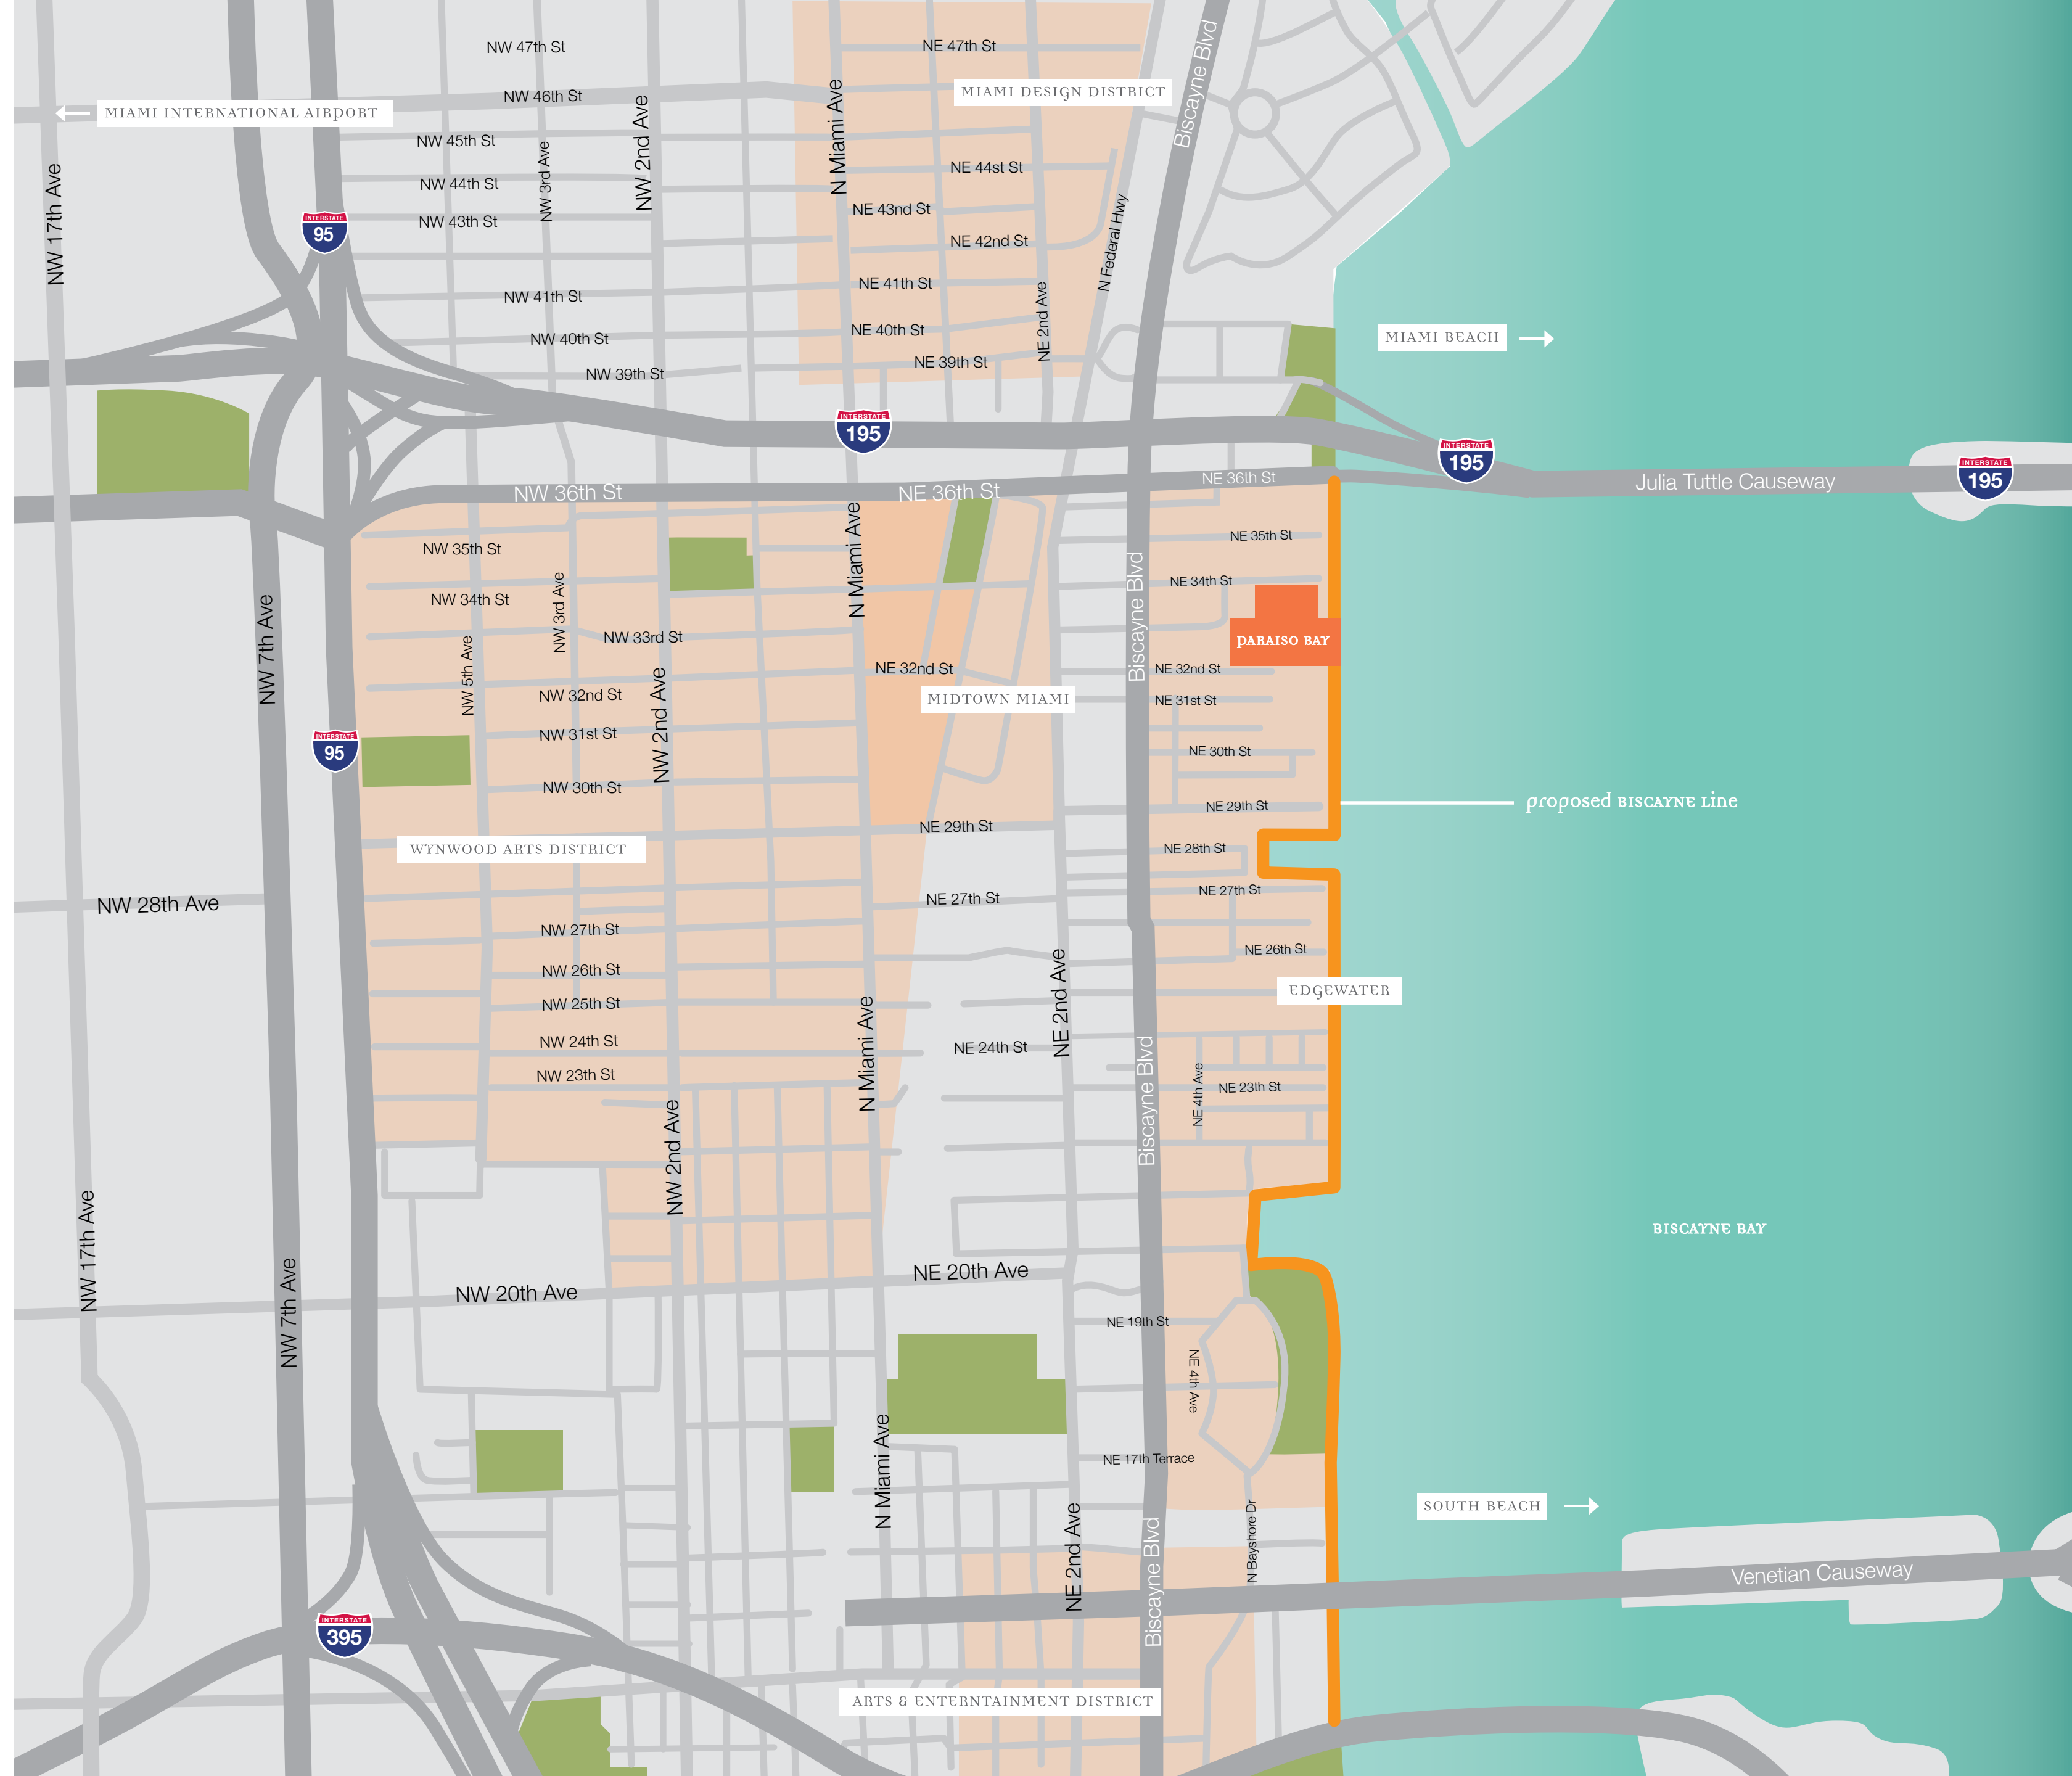 NW 47th St
NE 47th St
Biscayne Blvd
MIAMI DESIGN DISTRICT
NW 46th St
MIAMI INTERNATIONAL AIRPORT
NW 2nd Ave
N Miami Ave
NW 45th St
NW 3rd Ave
NE 44st St
NW 44th St
NW 17th Ave
NE 43nd St
NW 43th St
INTERSTATE
95
NE 42nd St
N Federal Hwy
NE 41th St
NW 41th St
NE 2nd Ave
NE 40th St
NW 40th St
MIAMI BEACH
NE 39th St
NW 39th St
INTERSTATE
195
INTERSTATE
195
INTERSTATE
195
NE 36th St
Julia Tuttle Causeway
NW 36th St
NE 36th St
NE 35th St
NW 35th St
N Miami Ave
NE 34th St
NW 34th St
NW 3rd Ave
Biscayne Blvd
NW 7th Ave
NW 33rd St
PARAISO BAY
NW 5th Ave
NE 32nd St
NE 32nd St
NW 32nd St
MIDTOWN MIAMI
NE 31st St
NW 2nd Ave
NW 31st St
INTERSTATE
95
NE 30th St
NW 30th St
proposed BISCAYNE Line
NE 29th St
NE 29th St
WYNWOOD ARTS DISTRICT
NE 28th St
NE 27th St
NE 27th St
NW 28th Ave
NW 27th St
NE 26th St
NW 26th St
EDGEWATER
NE 2nd Ave
NW 25th St
N Miami Ave
NW 24th St
NE 24th St
NW 23th St
NE 23th St
NE 4th Ave
Biscayne Blvd
NW 2nd Ave
NW 17th Ave
BISCAYNE BAY
NE 20th Ave
NW 20th Ave
NW 7th Ave
NE 19th St
NE 4th Ave
N Miami Ave
NE 17th Terrace
SOUTH BEACH
NE 2nd Ave
Biscayne Blvd
N Bayshore Dr
Venetian Causeway
INTERSTATE
395
ARTS & ENTERNTAINMENT DISTRICT